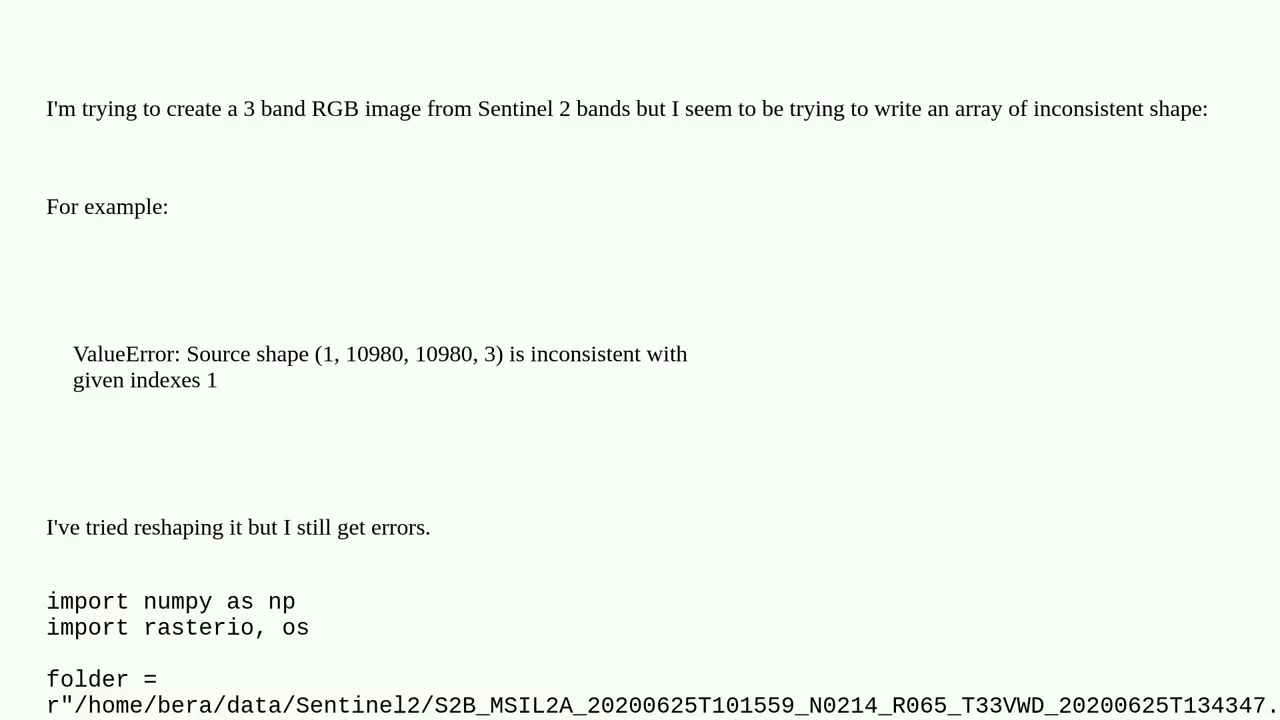 I'm trying to create a 3 band RGB image from Sentinel 2 bands but I seem to be trying to write an array of inconsistent shape:
For example:
ValueError: Source shape (1, 10980, 10980, 3) is inconsistent with
given indexes 1
I've tried reshaping it but I still get errors.
import numpy as np
import rasterio, os
folder =
r"/home/bera/data/Sentinel2/S2B_MSIL2A_20200625T101559_N0214_R065_T33VWD_20200625T134347.